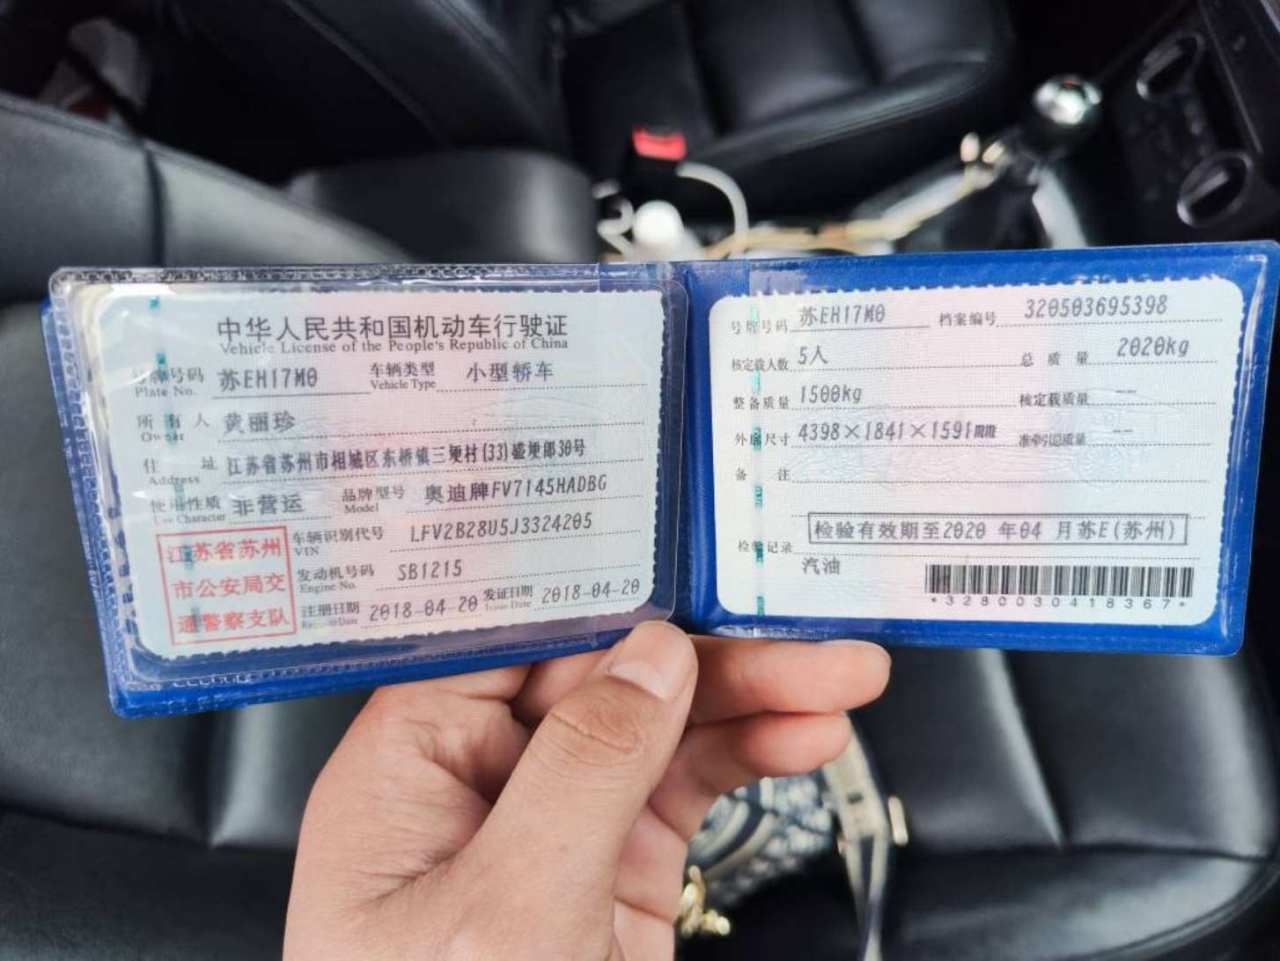 中华人民共和国机动车行驶证
Vehicle License of the People's Republic of China
号牌号码 苏EH17M0 车辆类型 小型轿车
Plate No. Vehicle Type
所有人 黄丽珍
Owner
住址 江苏省苏州市相城区东桥镇三埂村(33)盛埂郎30号
Address
使用性质 非营运 品牌型号 奥迪牌FV7145HADBG
Use Character Model
江苏省苏州
市公安局交
通警察支队
车辆识别代号 LFV2B28U5J3324205
VIN
发动机号码 SB1215
Engine No.
注册日期 2018-04-20 发证日期 2018-04-20
Register Date Issue Date
号牌号码 苏EH17M0 档案编号 320503695398
核定载人数 5人 总质量 2020kg
整备质量 1500kg 核定载质量 --
外廓尺寸 4398×1841×1591mm 准牵引总质量 --
备注
检验有效期至2020 年04 月苏E(苏州)
检验记录
汽油
*3280030418367*